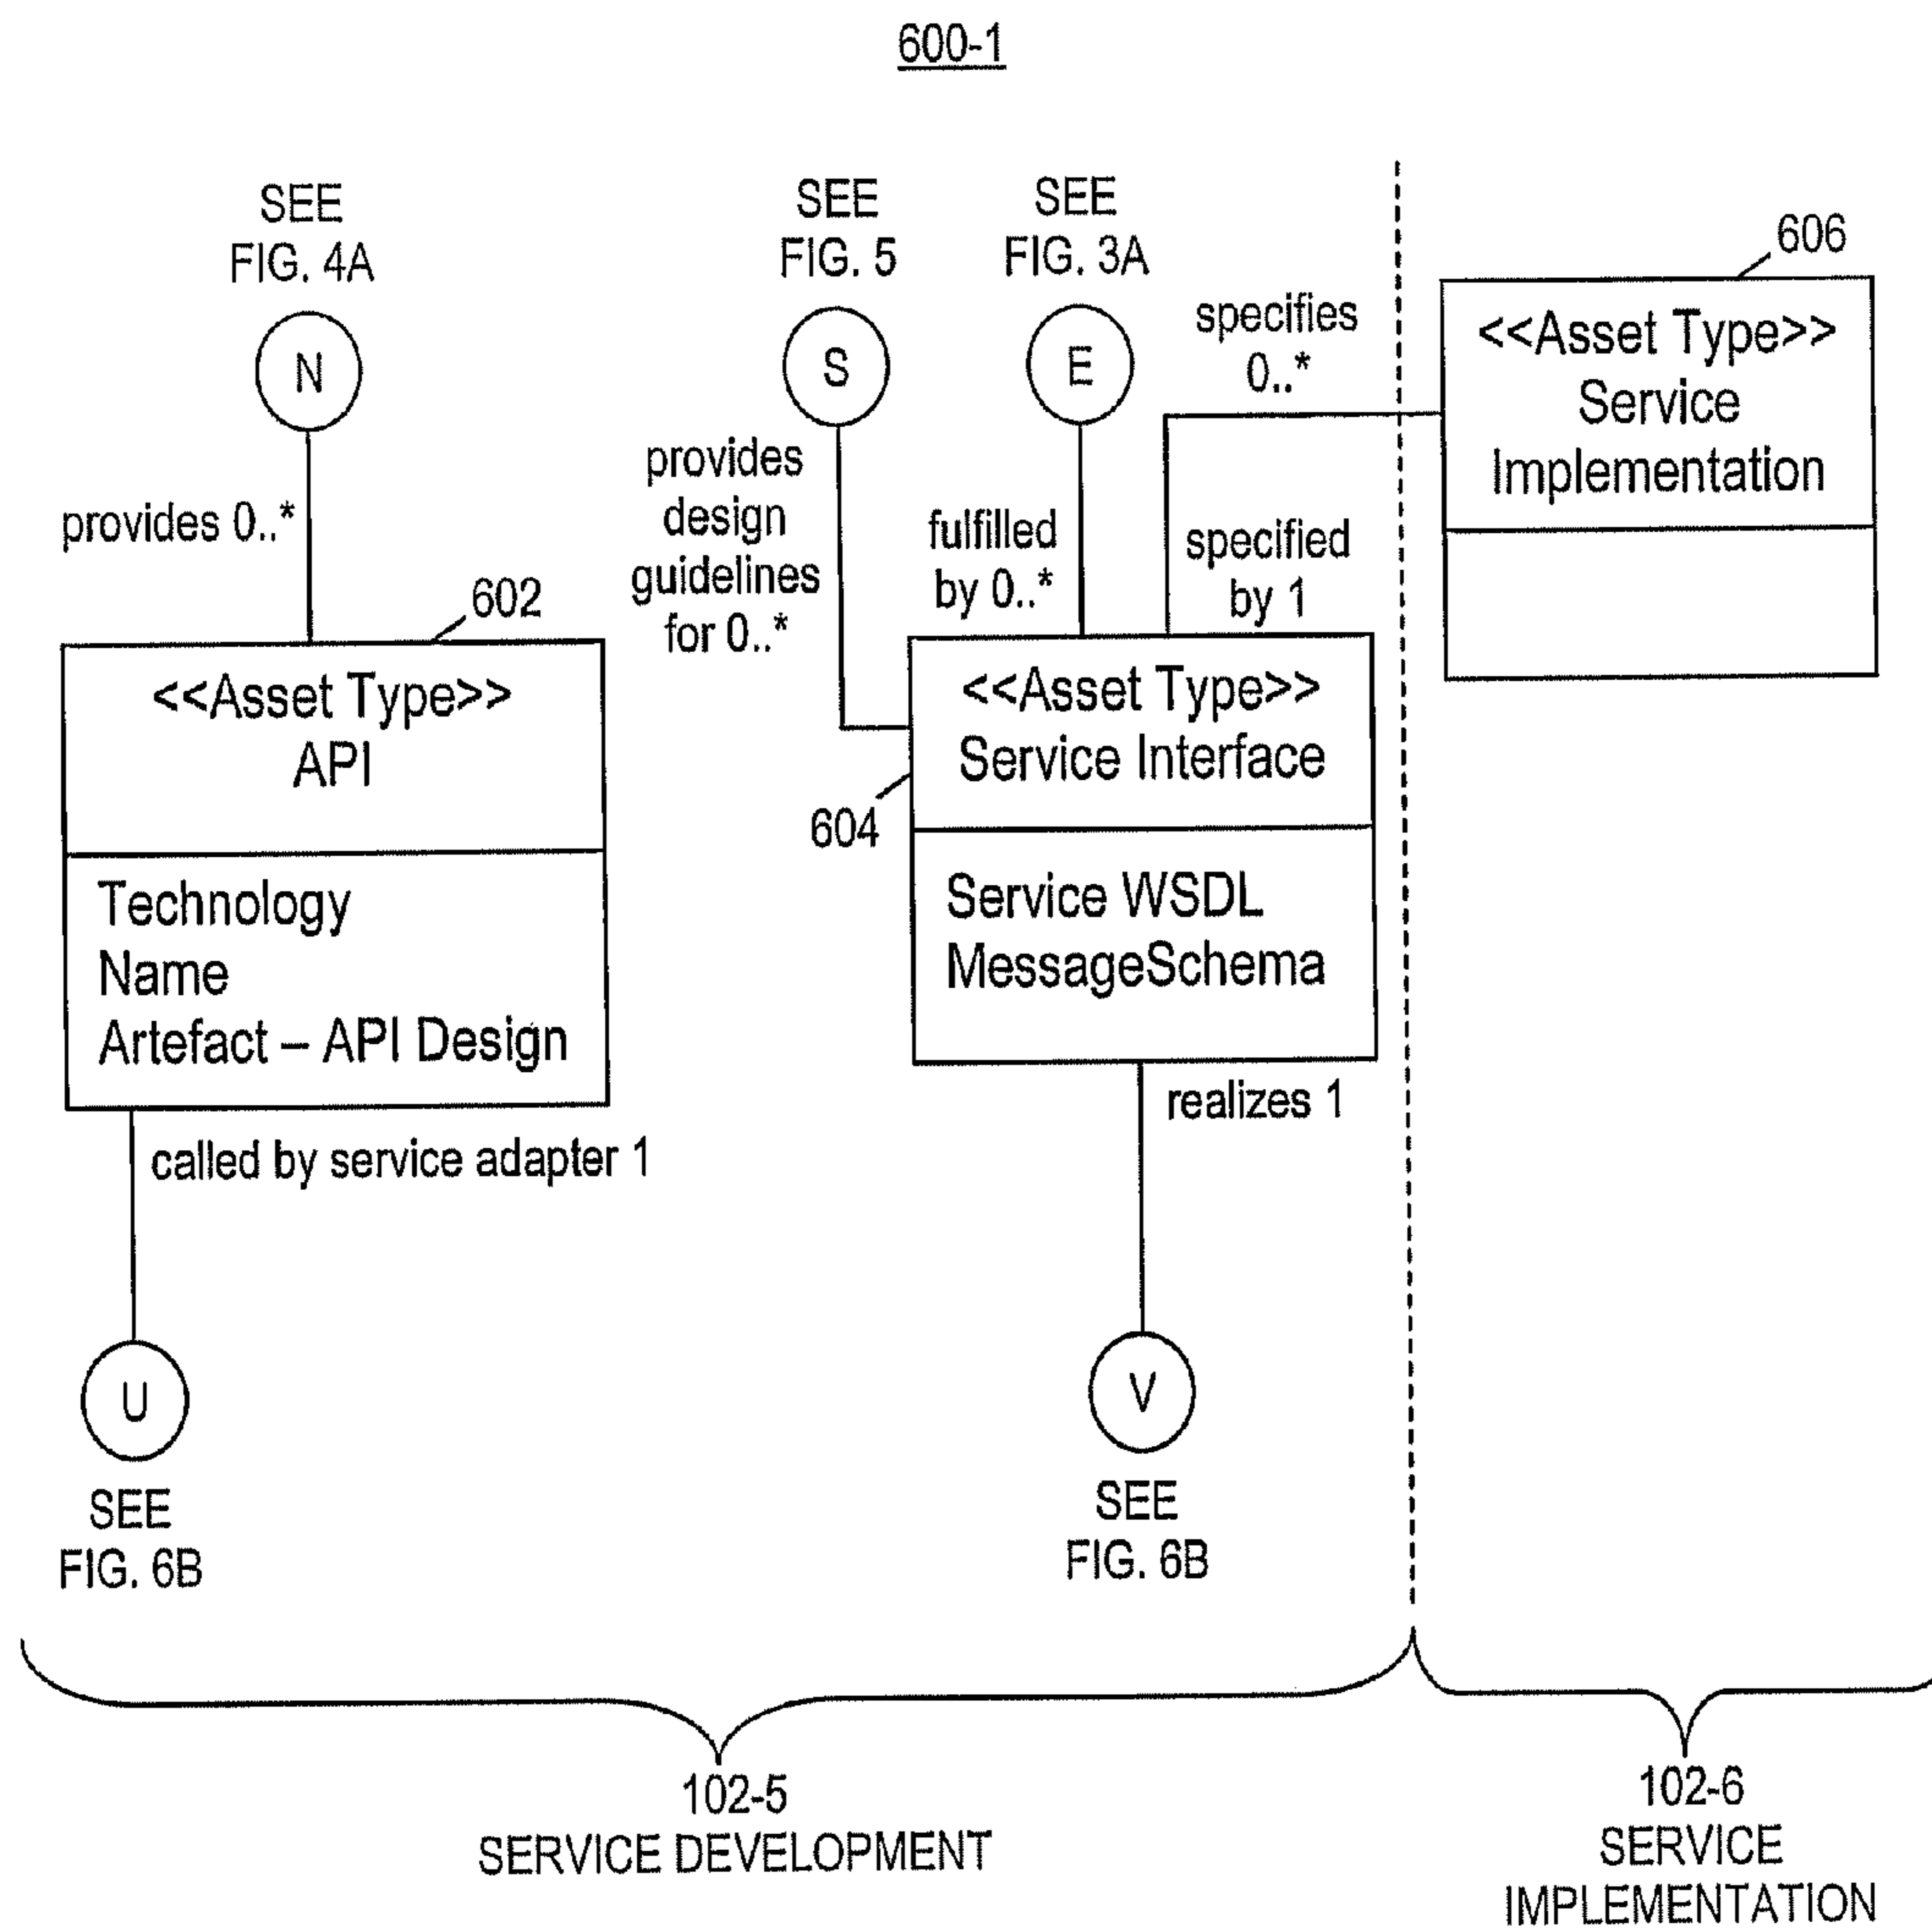 600-1
SEE
FIG. 4A
N
provides 0..*
602
<<Asset Type>>
API
Technology
Name
Artefact – API Design
called by service adapter 1
U
SEE
FIG. 6B
SEE
FIG. 5
S
provides
design
guidelines
for 0..*
SEE
FIG. 3A
E
fulfilled
by 0..*
specifies
0..*
specified
by 1
604
<<Asset Type>>
Service Interface
Service WSDL
MessageSchema
realizes 1
V
SEE
FIG. 6B
606
<<Asset Type>>
Service
Implementation
102-5
SERVICE DEVELOPMENT
102-6
SERVICE
IMPLEMENTATION